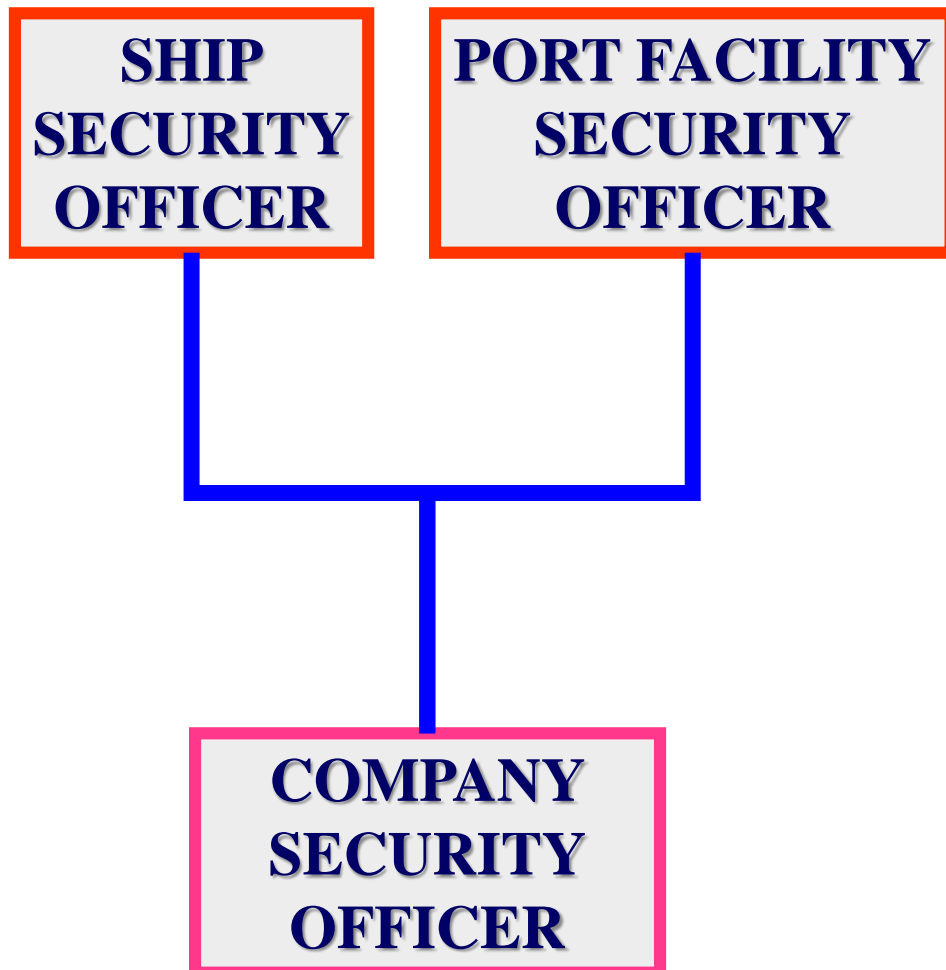 SHIP
SECURITY
OFFICER
PORT FACILITY
SECURITY
OFFICER
COMPANY
SECURITY
OFFICER